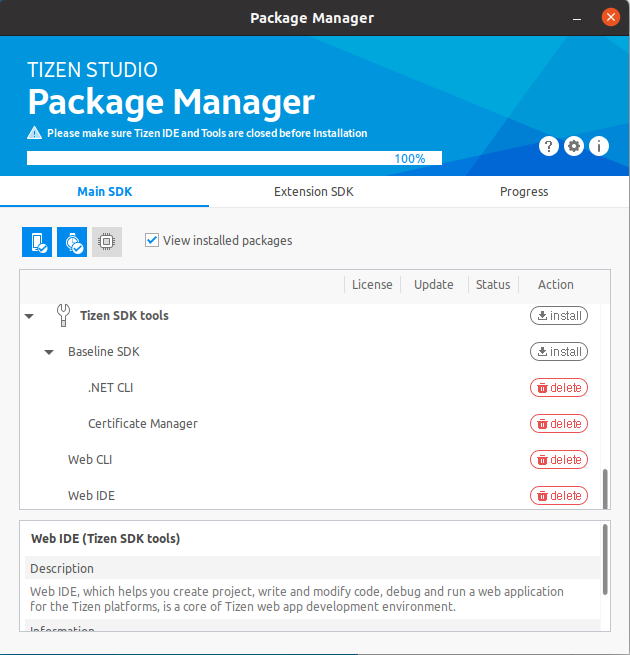 Package Manager
TIZEN STUDIO
Package Manager
Please make sure Tizen IDE and Tools are closed before Installation
100%
Main SDK
Extension SDK
Progress
View installed packages
License Update Status Action
Tizen SDK tools install
Baseline SDK install
.NET CLI delete
Certificate Manager delete
Web CLI delete
Web IDE delete
Web IDE (Tizen SDK tools)
Description
Web IDE, which helps you create project, write and modify code, debug and run a web application
for the Tizen platforms, is a core of Tizen web app development environment.
Information